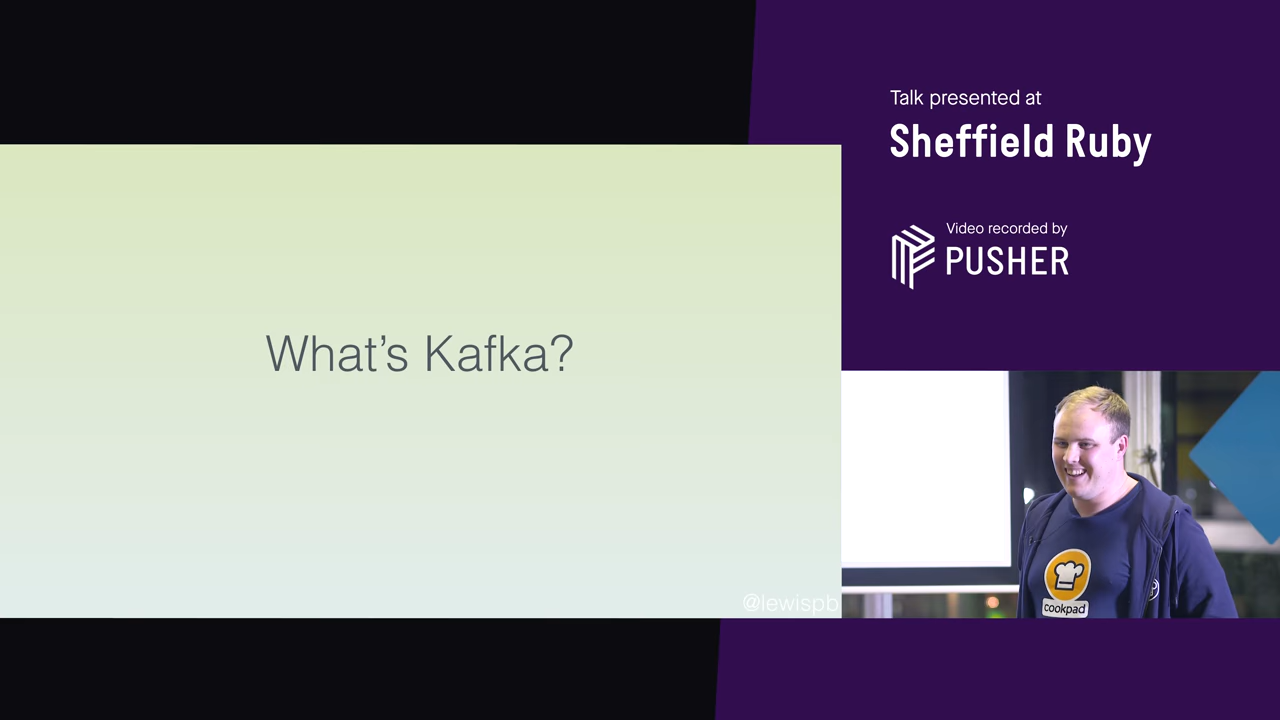 Talk presented at
Sheffield Ruby
Video recorded by
PUSHER
What's Kafka?
@lewispb
cookpad